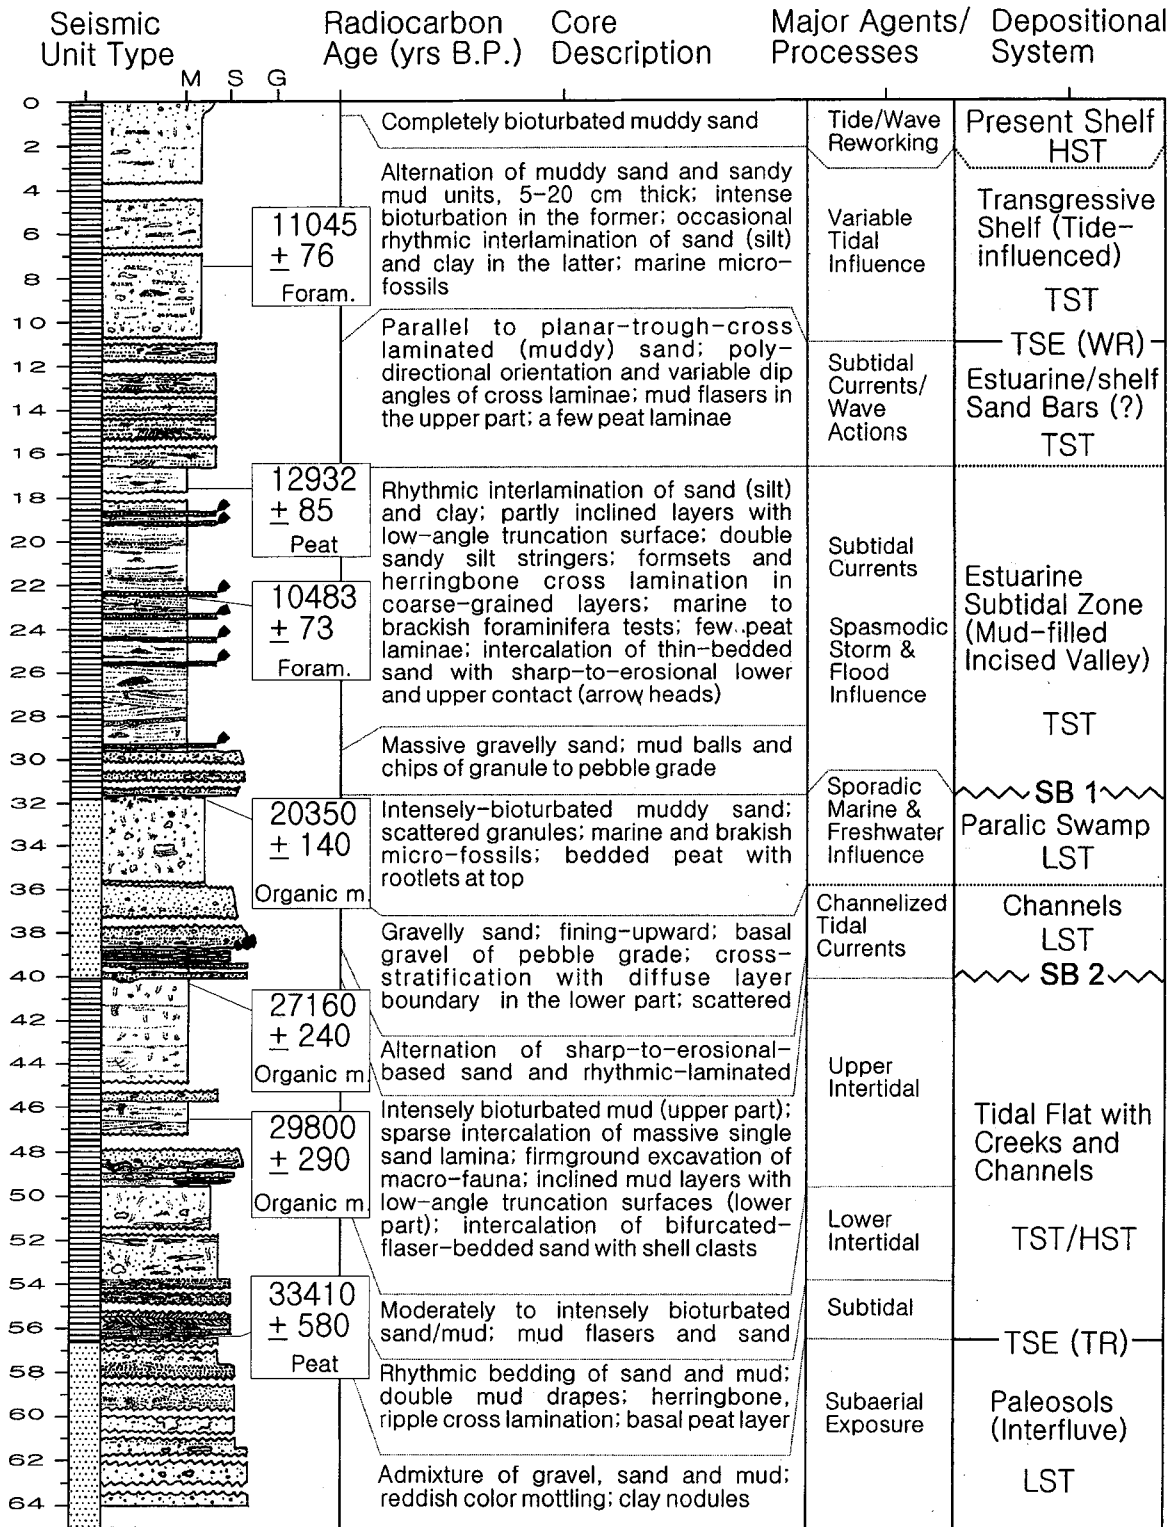 Seismic
Unit Type
Radiocarbon
Age (yrs B.P.)
Core
Description
Major Agents/
Processes
Depositional
System
M S G
0
2
4
6
8
10
12
14
16
18
20
22
24
26
28
30
32
34
36
38
40
42
44
46
48
50
52
54
56
58
60
62
64
11045
± 76
Foram.
12932
± 85
Peat
10483
± 73
Foram.
20350
± 140
Organic m.
27160
± 240
Organic m.
29800
± 290
Organic m.
33410
± 580
Peat
Completely bioturbated muddy sand
Alternation of muddy sand and sandy
mud units, 5-20 cm thick; intense
bioturbation in the former; occasional
rhythmic interlamination of sand (silt)
and clay in the latter; marine micro-
fossils
Parallel to planar-trough-cross
laminated (muddy) sand; poly-
directional orientation and variable dip
angles of cross laminae; mud flasers in
the upper part; a few peat laminae
Rhythmic interlamination of sand (silt)
and clay; partly inclined layers with
low-angle truncation surface; double
sandy silt stringers; formsets and
herringbone cross lamination in
coarse-grained layers; marine to
brackish foraminifera tests; few peat
laminae; intercalation of thin-bedded
sand with sharp-to-erosional lower
and upper contact (arrow heads)
Massive gravelly sand; mud balls and
chips of granule to pebble grade
Intensely-bioturbated muddy sand;
scattered granules; marine and brakish
micro-fossils; bedded peat with
rootlets at top
Gravelly sand; fining-upward; basal
gravel of pebble grade; cross-
stratification with diffuse layer
boundary in the lower part; scattered
Alternation of sharp-to-erosional-
based sand and rhythmic-laminated
Intensely bioturbated mud (upper part);
sparse intercalation of massive single
sand lamina; firmground excavation of
macro-fauna; inclined mud layers with
low-angle truncation surfaces (lower
part); intercalation of bifurcated-
flaser-bedded sand with shell clasts
Moderately to intensely bioturbated
sand/mud; mud flasers and sand
Rhythmic bedding of sand and mud;
double mud drapes; herringbone,
ripple cross lamination; basal peat layer
Admixture of gravel, sand and mud;
reddish color mottling; clay nodules
Tide/Wave
Reworking
Variable
Tidal
Influence
Subtidal
Currents/
Wave
Actions
Subtidal
Currents
Spasmodic
Storm &
Flood
Influence
Sporadic
Marine &
Freshwater
Influence
Channelized
Tidal
Currents
Upper
Intertidal
Lower
Intertidal
Subtidal
Subaerial
Exposure
Present Shelf
HST
Transgressive
Shelf (Tide-
influenced)
TST
TSE (WR)
Estuarine/shelf
Sand Bars (?)
TST
Estuarine
Subtidal Zone
(Mud-filled
Incised Valley)
TST
SB 1
Paralic Swamp
LST
Channels
LST
SB 2
Tidal Flat with
Creeks and
Channels
TST/HST
TSE (TR)
Paleosols
(Interfluve)
LST